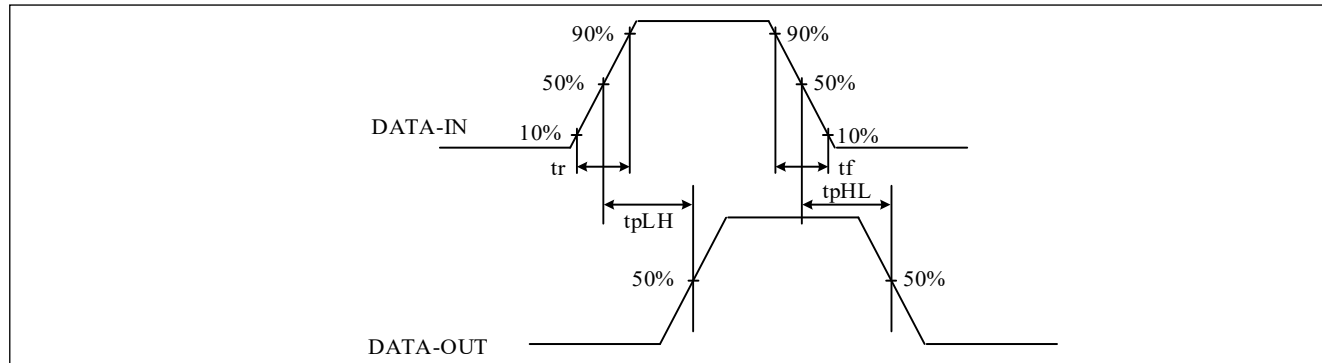 90% 90%
50% 50%
DATA-IN 10% 10%
tr tf
tpLH tpHL
50% 50%
DATA-OUT